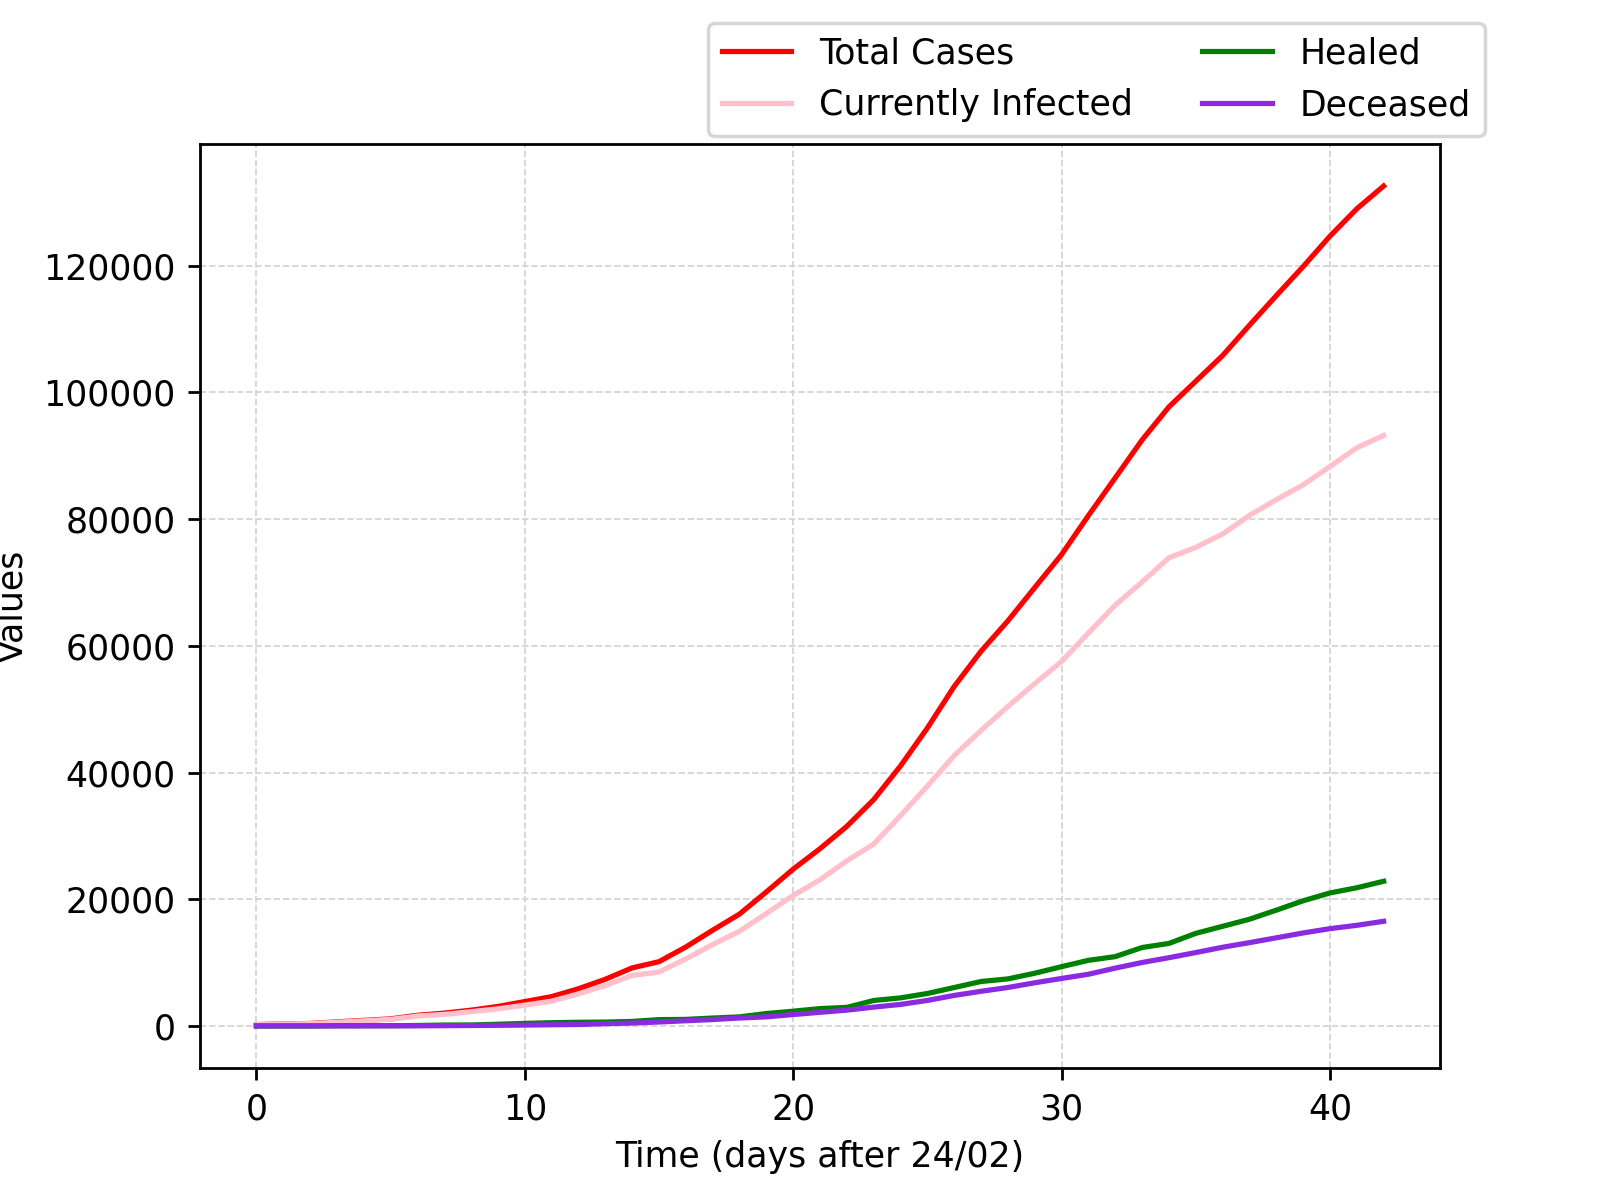 Total Cases
Currently Infected
Healed
Deceased
120000
100000
80000
60000
40000
20000
0
Values
0 10 20 30 40
Time (days after 24/02)